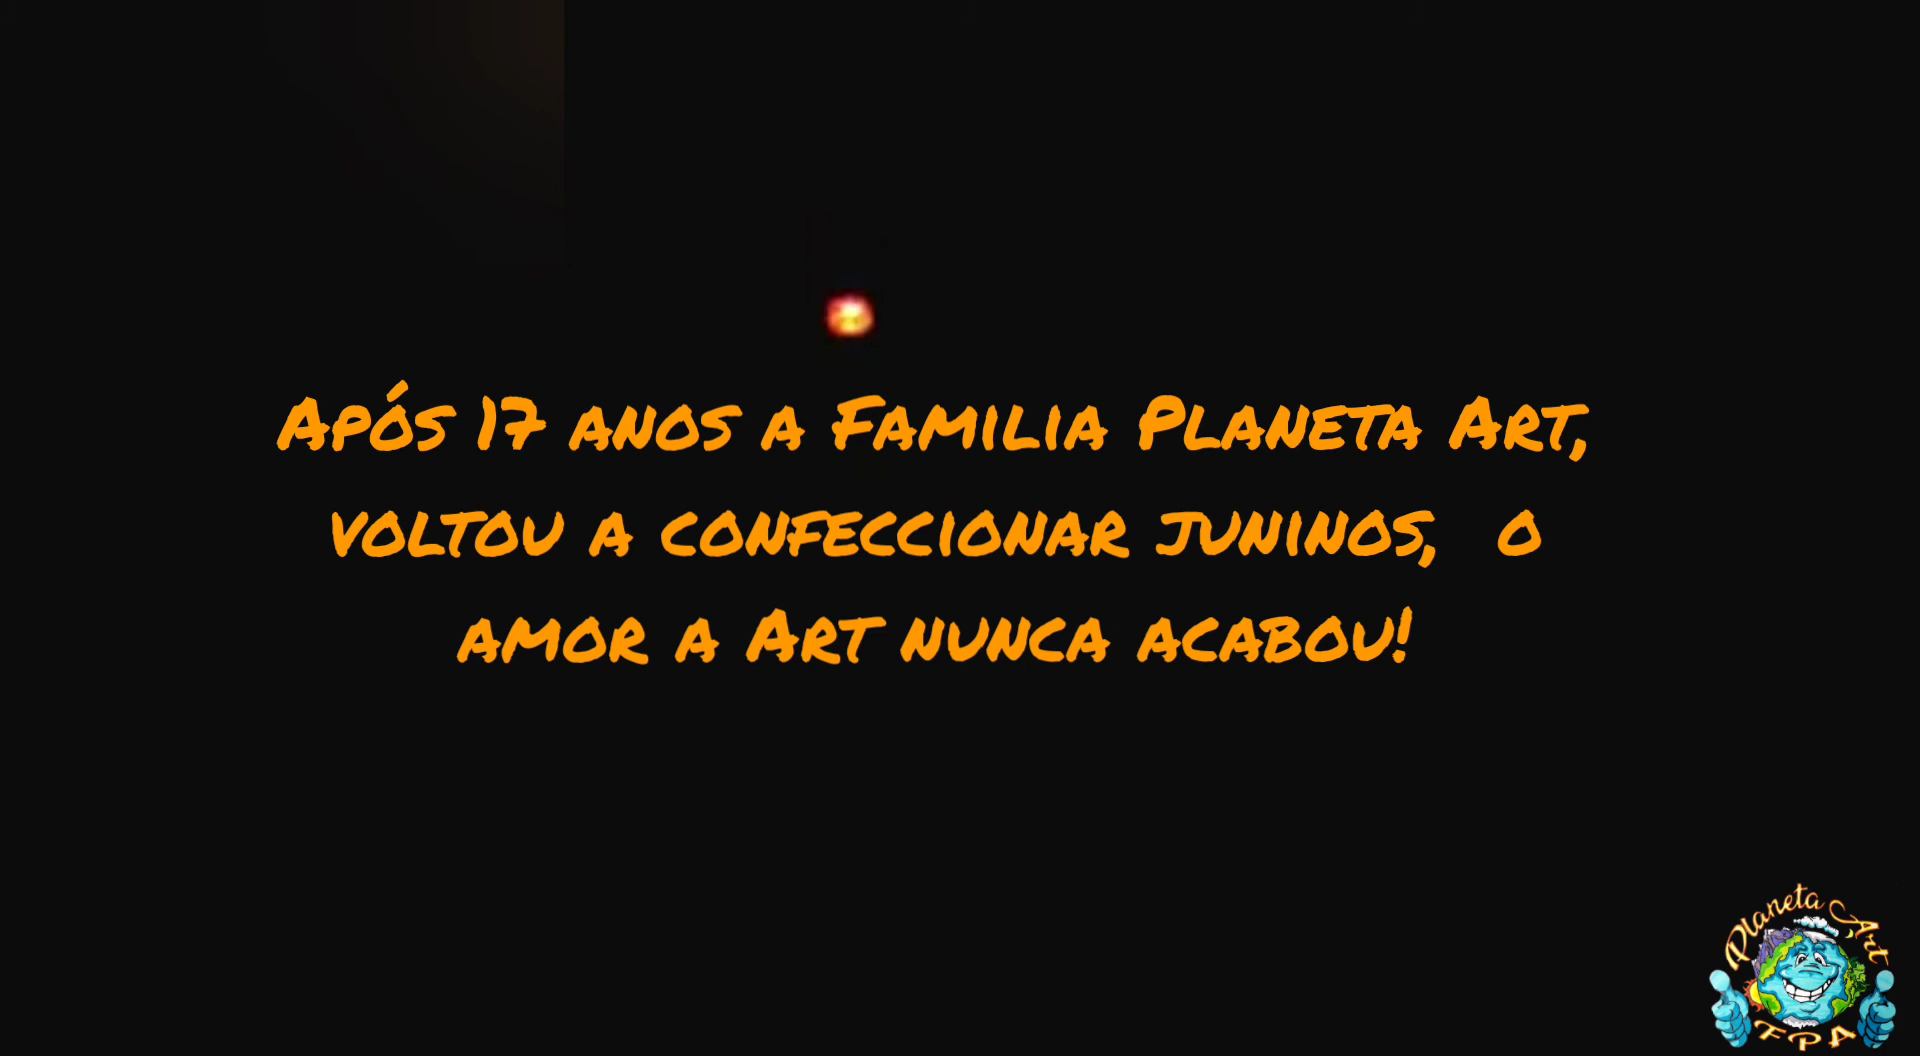 Após 17 anos a Familia Planeta Art,
voltou a confeccionar juninos, o
amor a Art nunca acabou!
Planeta Art
FPA